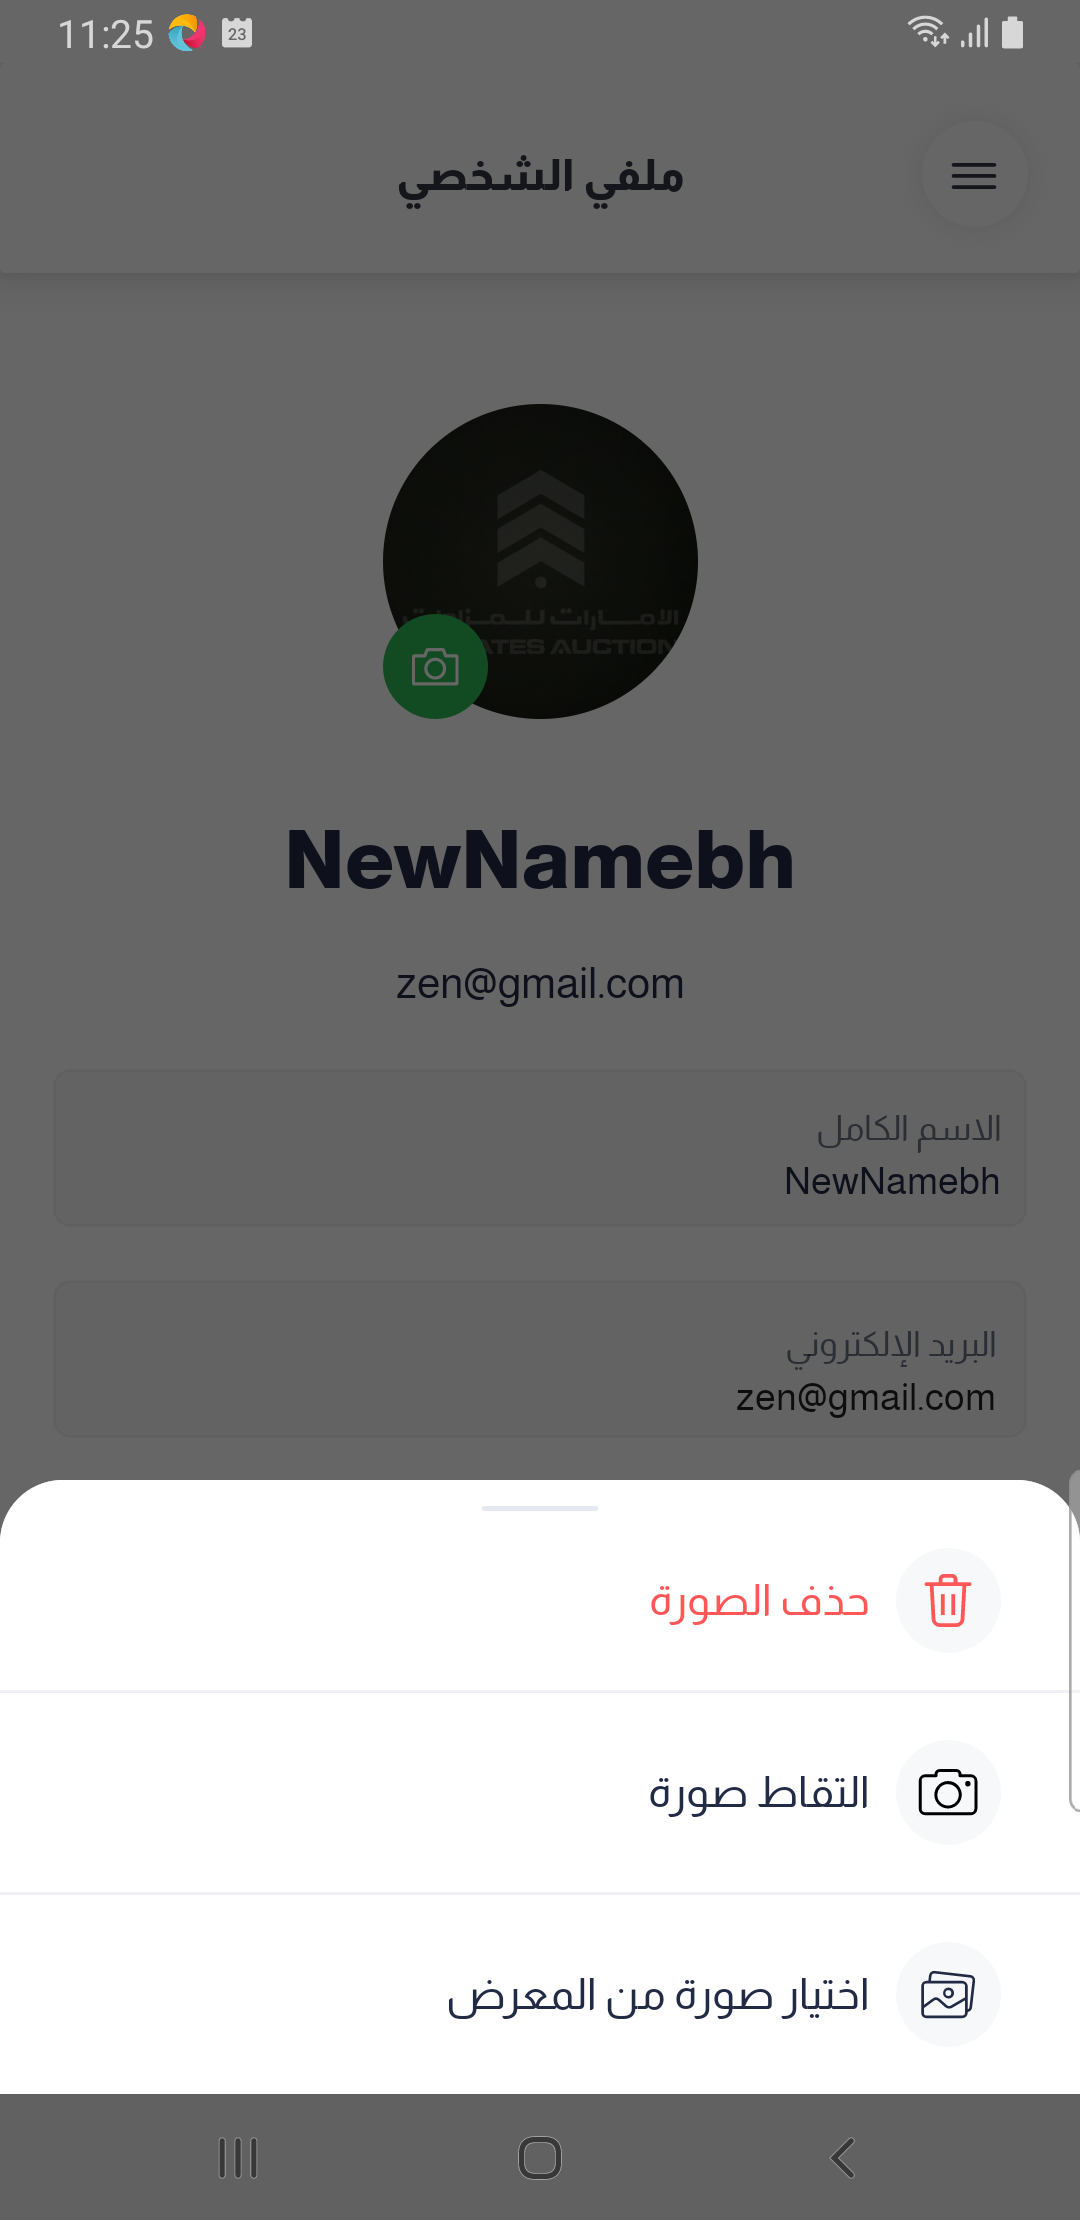 11:25
23
ملفي الشخصي
الامارات للمزادات
ATES AUCTION
NewNamebh
zen@gmail.com
الاسم الكامل
NewNamebh
البريد الإلكتروني
zen@gmail.com
حذف الصورة
التقاط صورة
اختيار صورة من المعرض